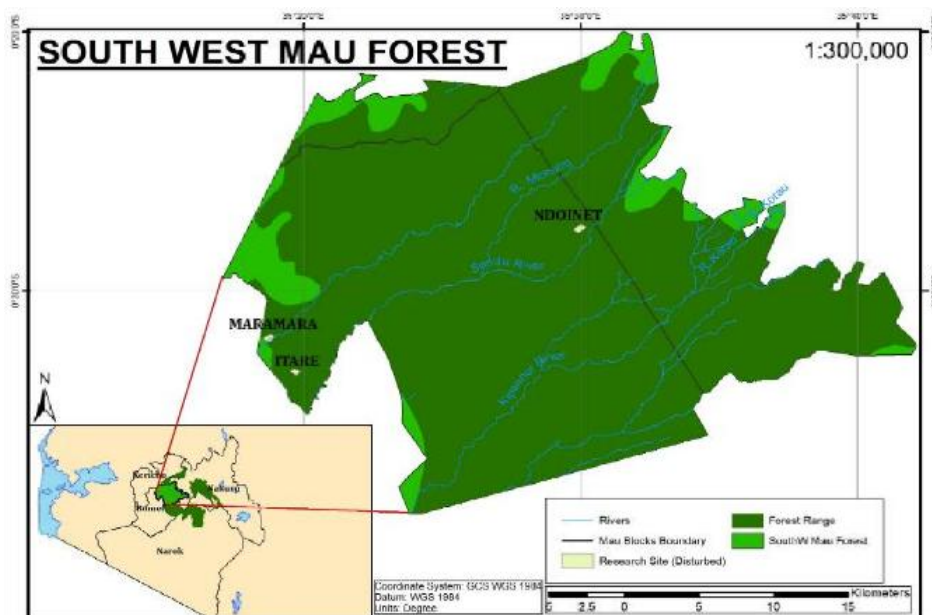 SOUTH WEST MAU FOREST
1:300,000
NDOINET
MARAMARA
ITARE
N
Kericho
Nakuru
Bomet
Narok
Rivers
Mau Blocks Boundary
Research Site (Disturbed)
Forest Range
SouthW Mau Forest
Coordinate System: GCS WGS 1984
Datum: WGS 1984
Units: Degree
Kilometers
5 2.5 0 5 10 15